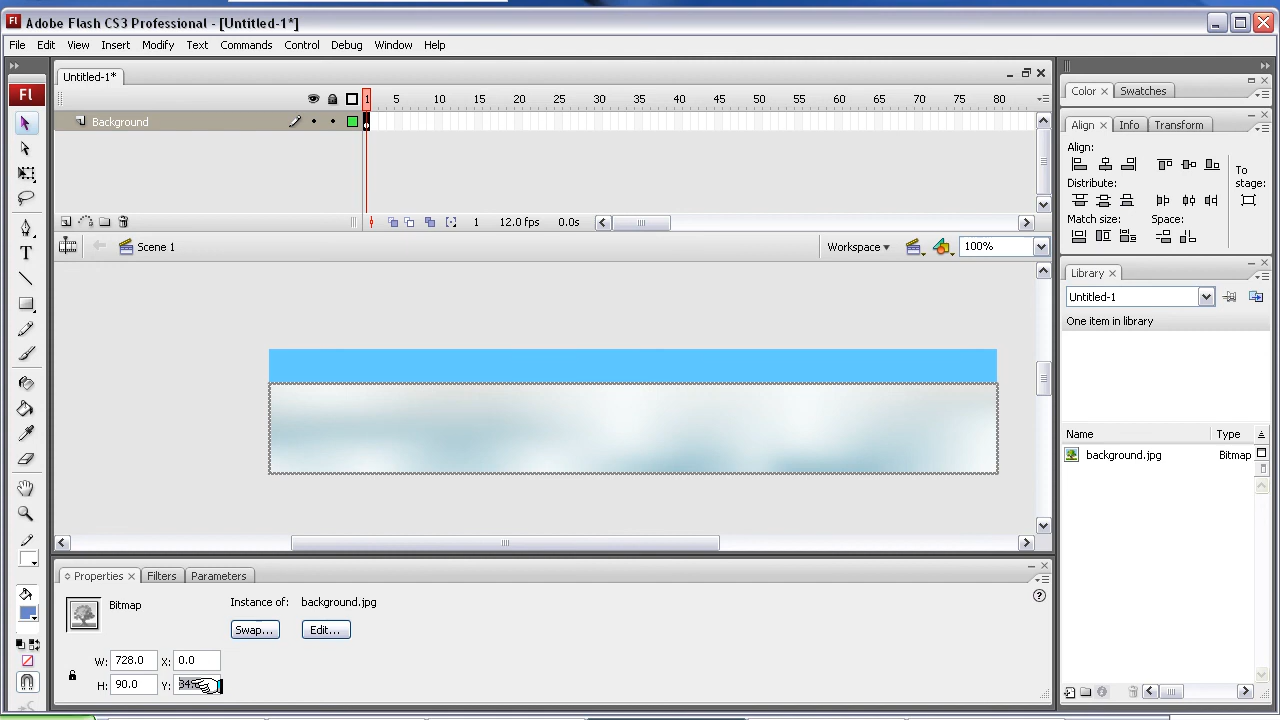 Fl Adobe Flash CS3 Professional - [Untitled-1*]
File Edit View Insert Modify Text Commands Control Debug Window Help
Untitled-1*
Fl
1 5 10 15 20 25 30 35 40 45 50 55 60 65 70 75
Background
1 12.0 fps 0.0s
Scene 1 Workspace 100%
Color Swatches
Align Info Transform
Align:
To stage:
Distribute:
Match size: Space:
Library
Untitled-1
One item in library
Name Type
background.jpg Bitmap
Properties Filters Parameters
Bitmap Instance of: background.jpg
Swap... Edit...
W: 728.0 X: 0.0
H: 90.0 Y: